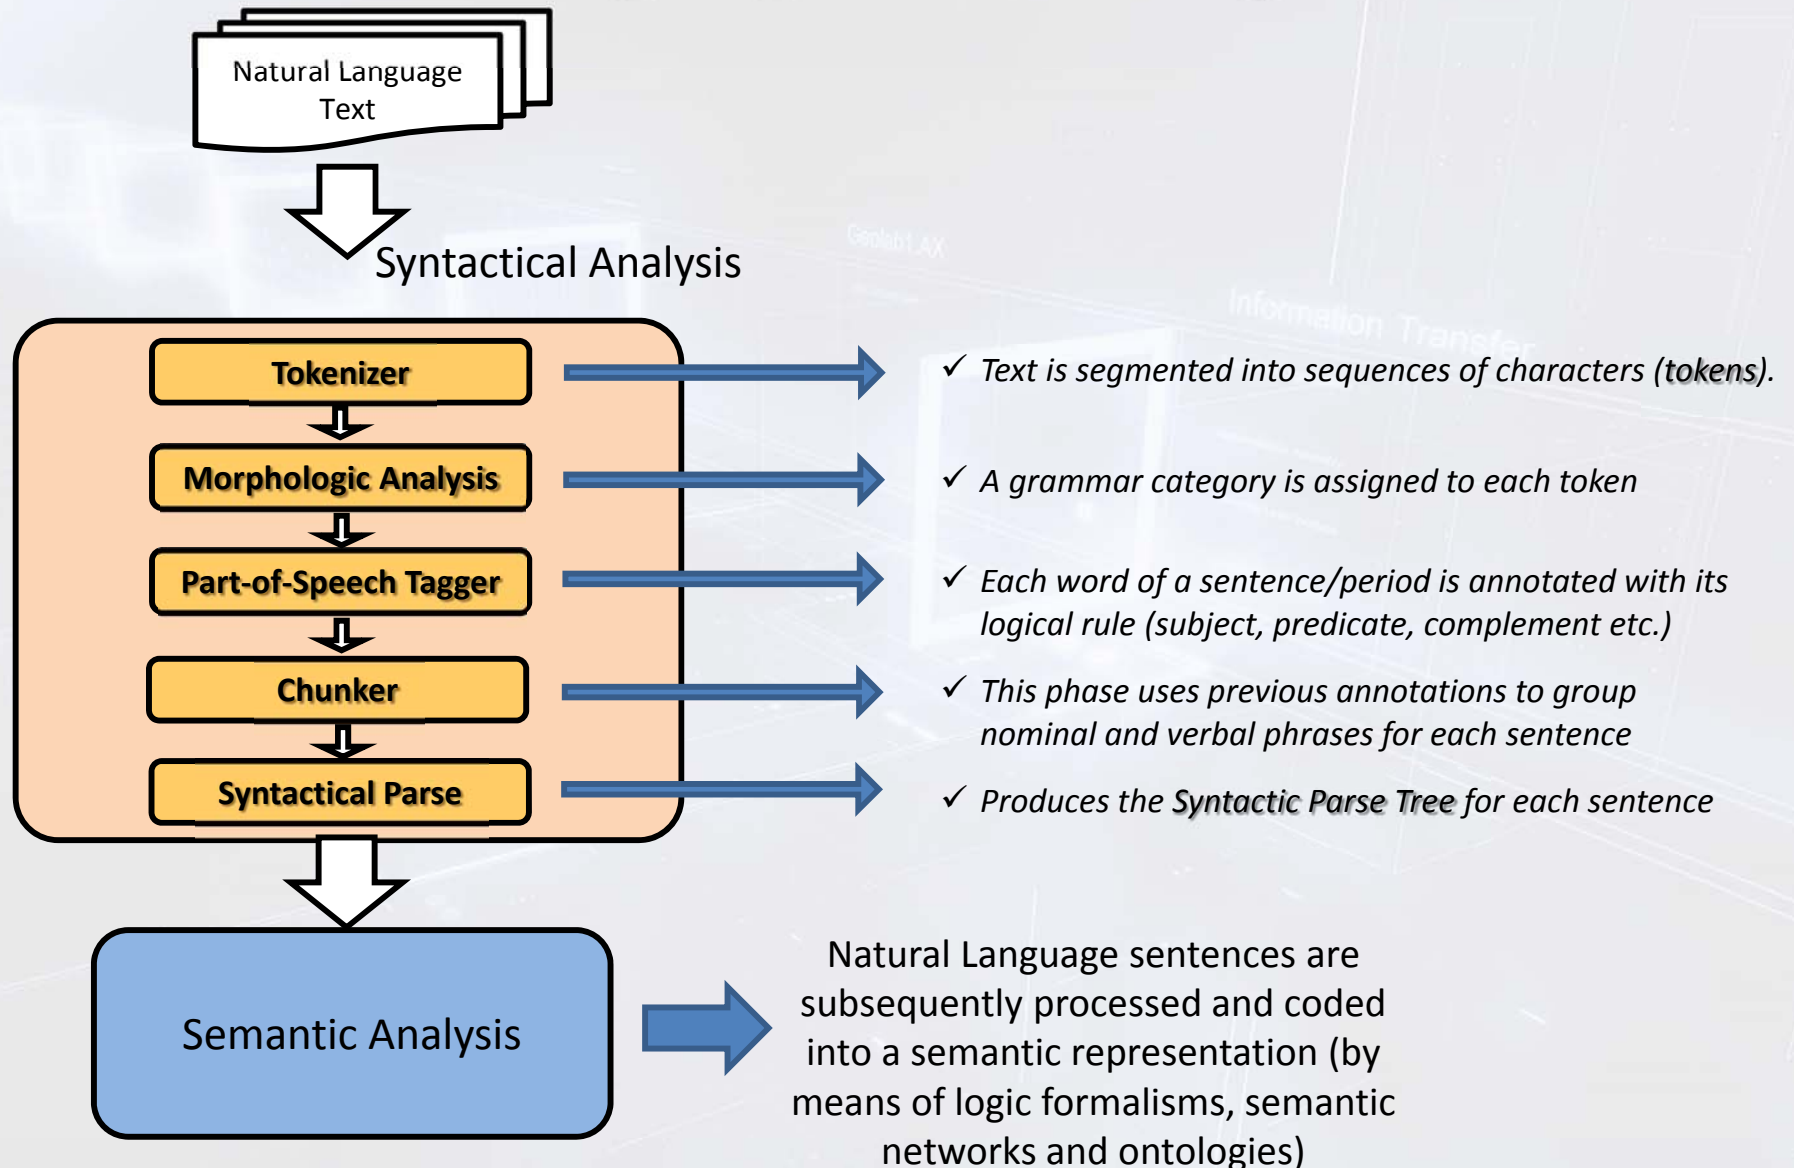 Natural Language
Text
Syntactical Analysis
Geolab1.AX
Information Transfer
Tokenizer
✓ Text is segmented into sequences of characters (tokens).
Morphologic Analysis
✓ A grammar category is assigned to each token
Part-of-Speech Tagger
✓ Each word of a sentence/period is annotated with its
logical rule (subject, predicate, complement etc.)
Chunker
✓ This phase uses previous annotations to group
nominal and verbal phrases for each sentence
Syntactical Parse
✓ Produces the Syntactic Parse Tree for each sentence
Semantic Analysis
Natural Language sentences are
subsequently processed and coded
into a semantic representation (by
means of logic formalisms, semantic
networks and ontologies)